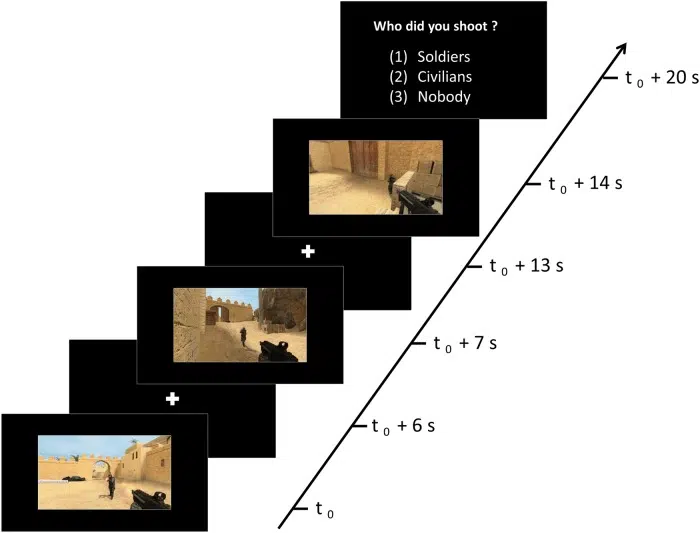 Who did you shoot ?
(1) Soldiers
(2) Civilians
(3) Nobody
t 0 + 20 s
t 0 + 14 s
t 0 + 13 s
t 0 + 7 s
t 0 + 6 s
t 0